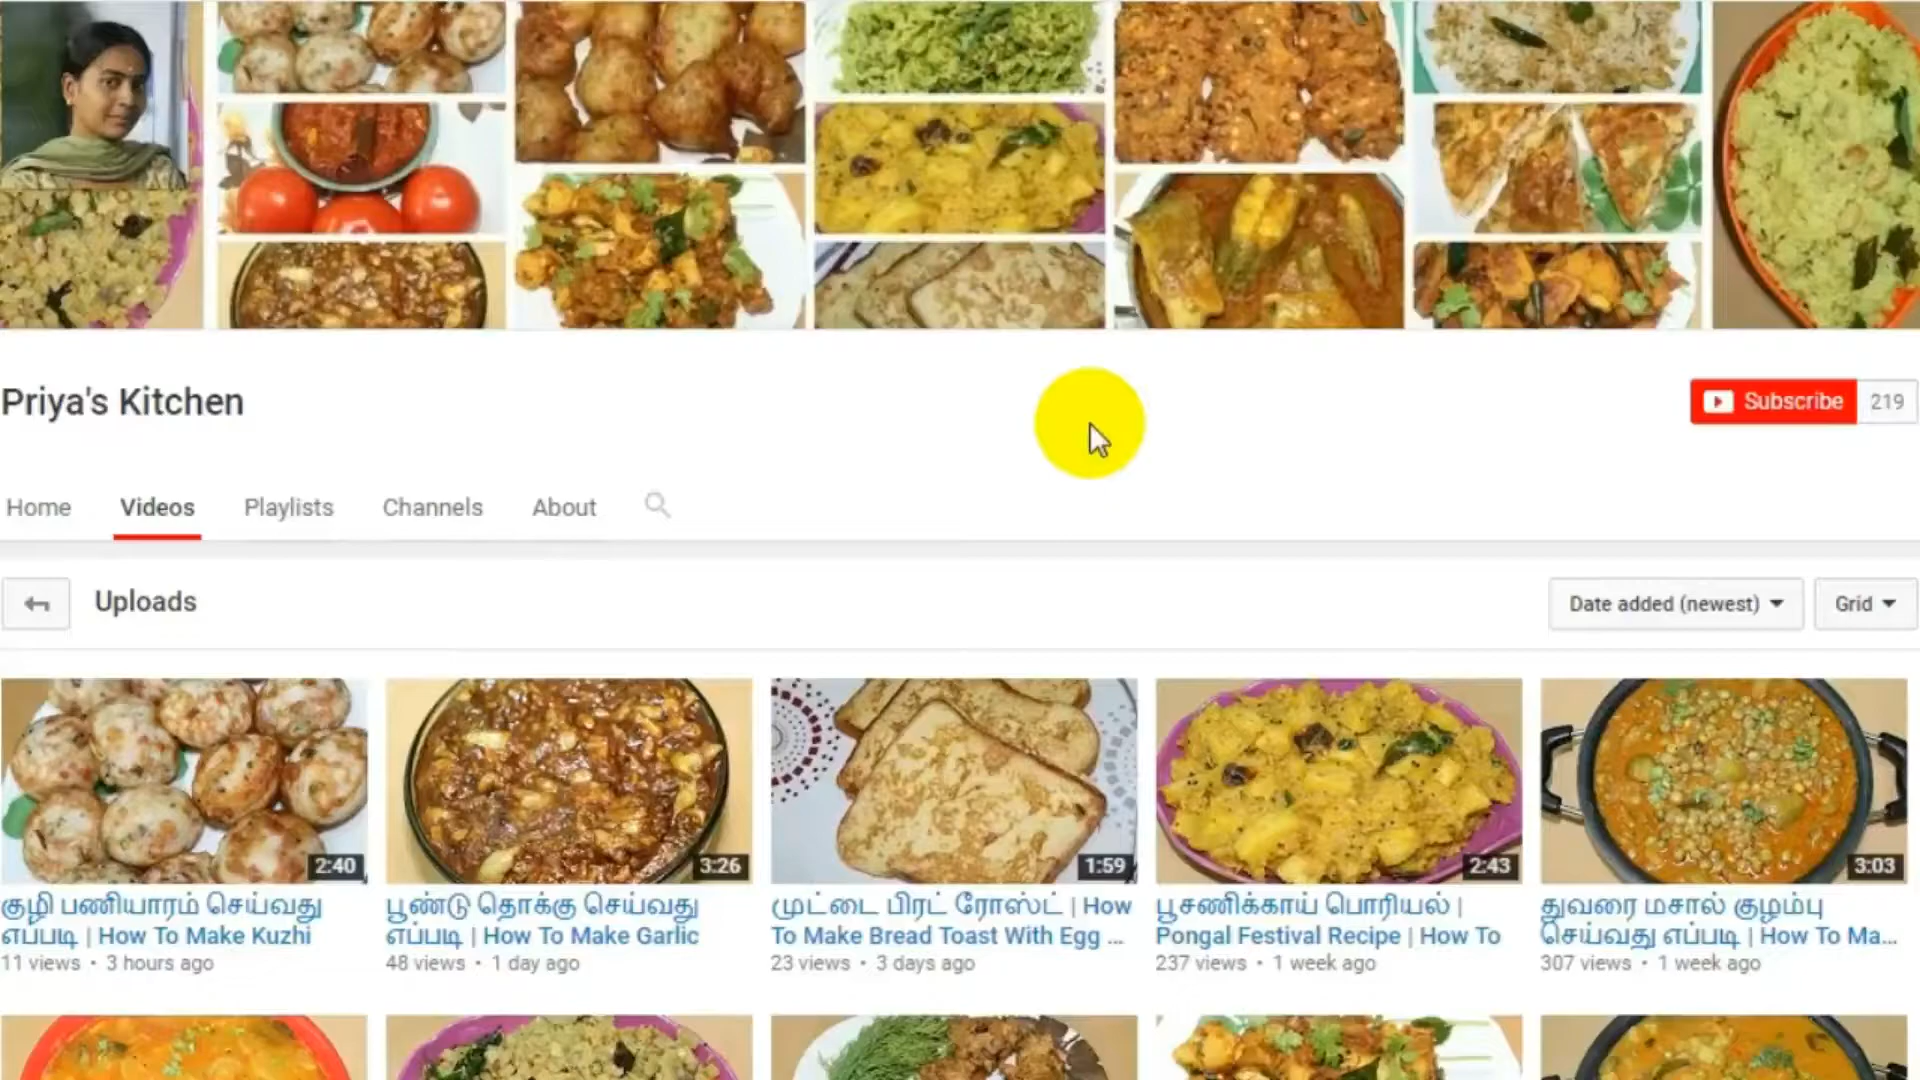 Priya's Kitchen
Subscribe 219
Home Videos Playlists Channels About
Uploads
Date added (newest) Grid
2:40 3:26 1:59 2:43 3:03
குழி பணியாரம் செய்வது
எப்படி | How To Make Kuzhi
11 views • 3 hours ago
பூண்டு தொக்கு செய்வது
எப்படி | How To Make Garlic
48 views • 1 day ago
முட்டை பிரட் ரோஸ்ட் | How
To Make Bread Toast With Egg ...
23 views • 3 days ago
பூசணிக்காய் பொரியல் |
Pongal Festival Recipe | How To
237 views • 1 week ago
துவரை மசால் குழம்பு
செய்வது எப்படி | How To Ma...
307 views • 1 week ago